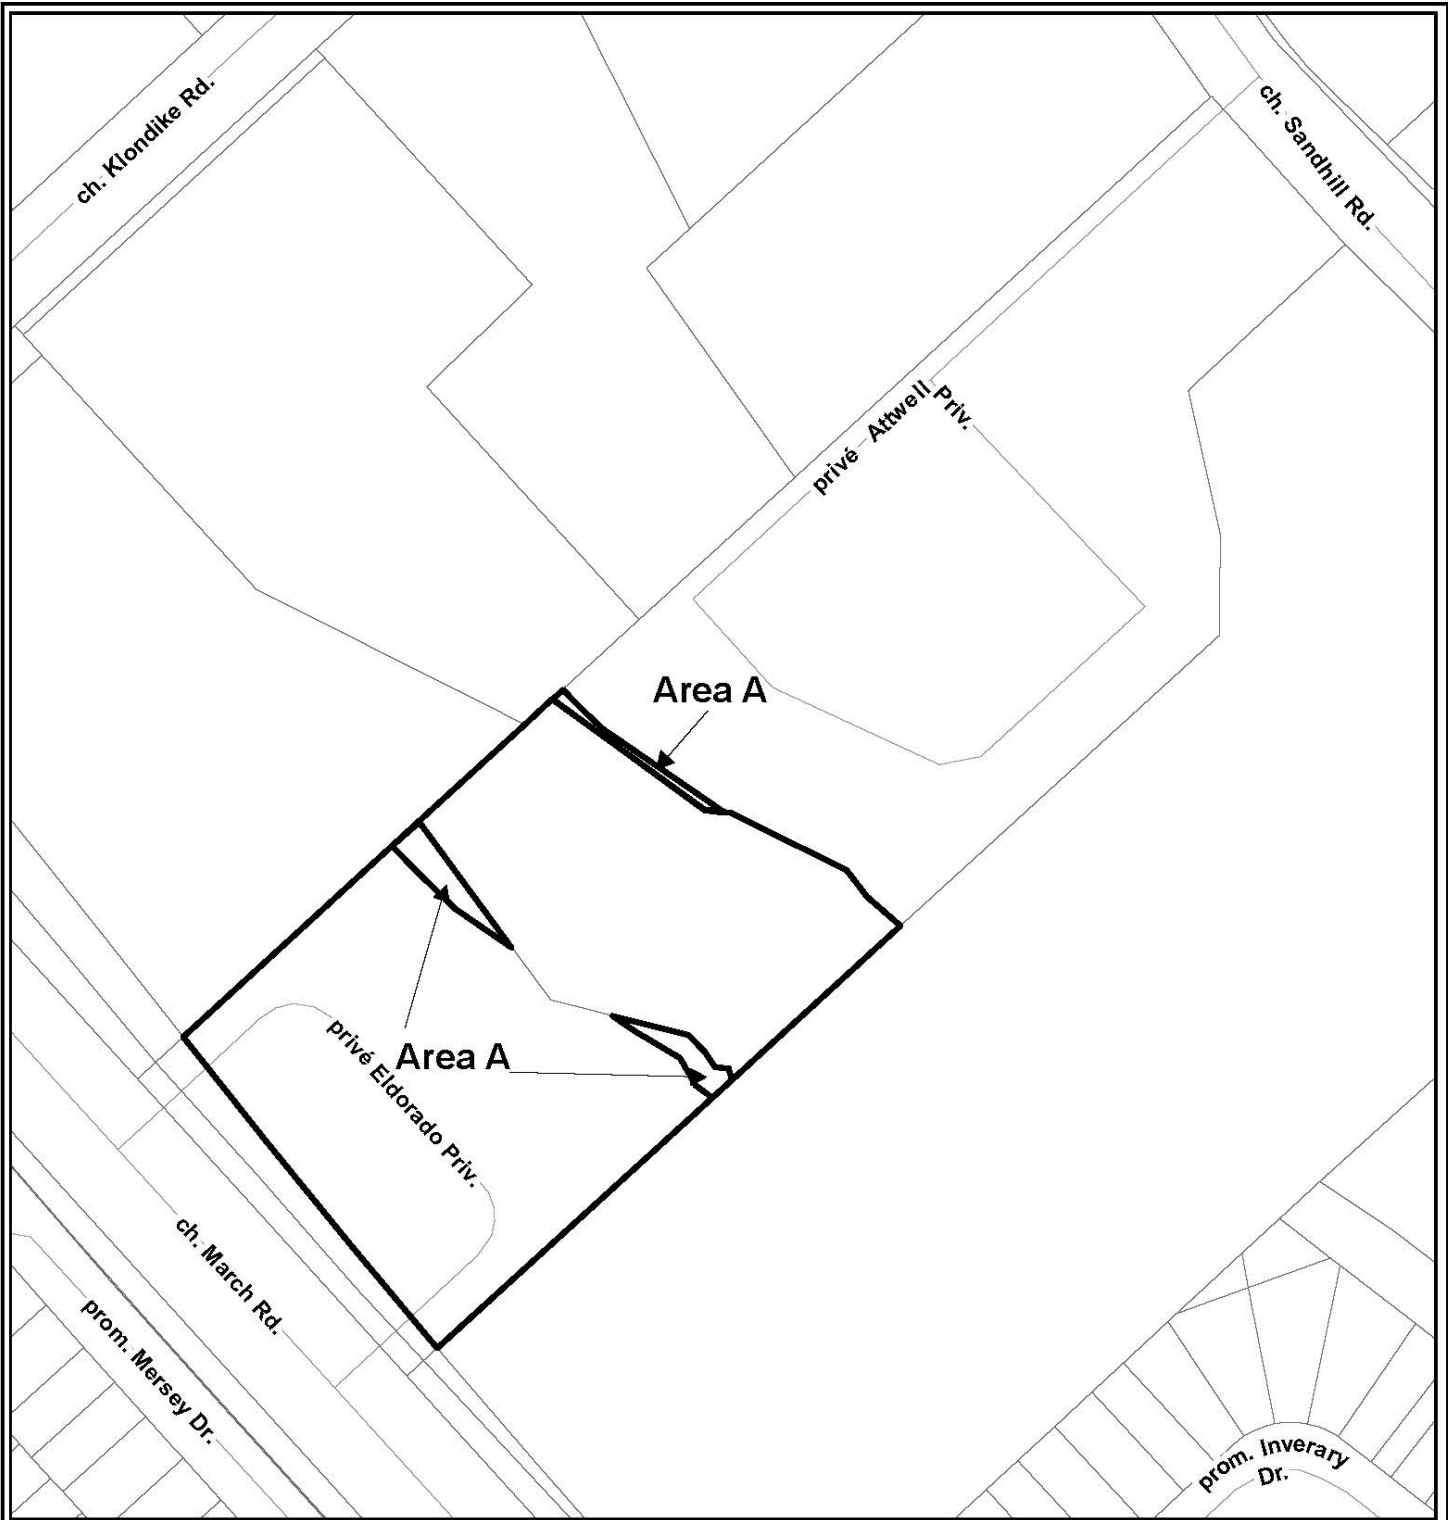 ch. Klondike Rd.
ch. Sandhill Rd.
privé Attwell Priv.
Area A
Area A
privé Eldorado Priv.
ch. March Rd.
prom. Mersey Dr.
prom. Inverary
Dr.